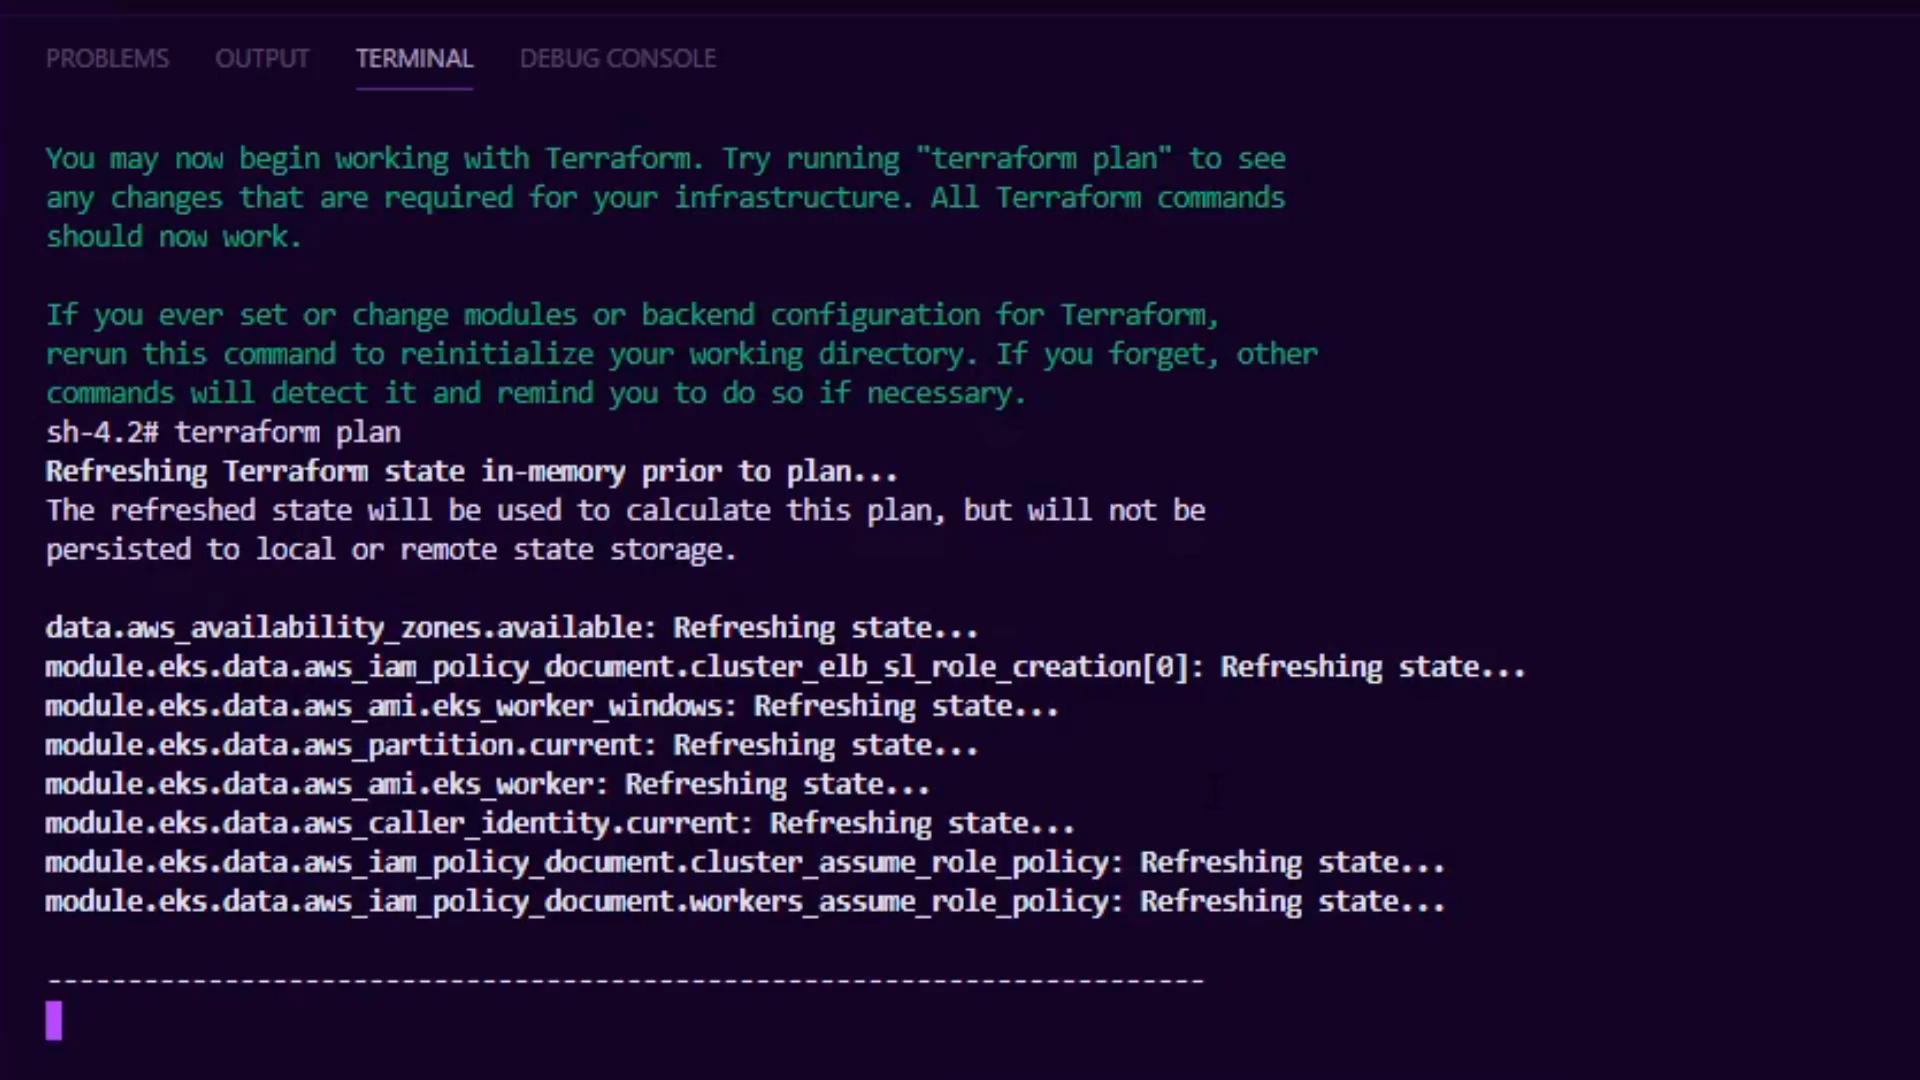 PROBLEMS OUTPUT TERMINAL DEBUG CONSOLE
You may now begin working with Terraform. Try running "terraform plan" to see
any changes that are required for your infrastructure. All Terraform commands
should now work.
If you ever set or change modules or backend configuration for Terraform,
rerun this command to reinitialize your working directory. If you forget, other
commands will detect it and remind you to do so if necessary.
sh-4.2# terraform plan
Refreshing Terraform state in-memory prior to plan...
The refreshed state will be used to calculate this plan, but will not be
persisted to local or remote state storage.
data.aws_availability_zones.available: Refreshing state...
module.eks.data.aws_iam_policy_document.cluster_elb_sl_role_creation[0]: Refreshing state...
module.eks.data.aws_ami.eks_worker_windows: Refreshing state...
module.eks.data.aws_partition.current: Refreshing state...
module.eks.data.aws_ami.eks_worker: Refreshing state...
module.eks.data.aws_caller_identity.current: Refreshing state...
module.eks.data.aws_iam_policy_document.cluster_assume_role_policy: Refreshing state...
module.eks.data.aws_iam_policy_document.workers_assume_role_policy: Refreshing state...
------------------------------------------------------------------------